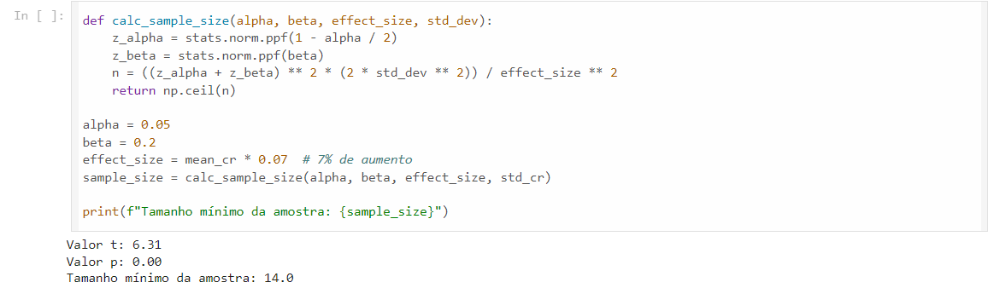 In [ ]:
def calc_sample_size(alpha, beta, effect_size, std_dev):
    z_alpha = stats.norm.ppf(1 - alpha / 2)
    z_beta = stats.norm.ppf(beta)
    n = ((z_alpha + z_beta) ** 2 * (2 * std_dev ** 2)) / effect_size ** 2
    return np.ceil(n)

alpha = 0.05
beta = 0.2
effect_size = mean_cr * 0.07  # 7% de aumento
sample_size = calc_sample_size(alpha, beta, effect_size, std_cr)

print(f"Tamanho mínimo da amostra: {sample_size}")
Valor t: 6.31
Valor p: 0.00
Tamanho mínimo da amostra: 14.0